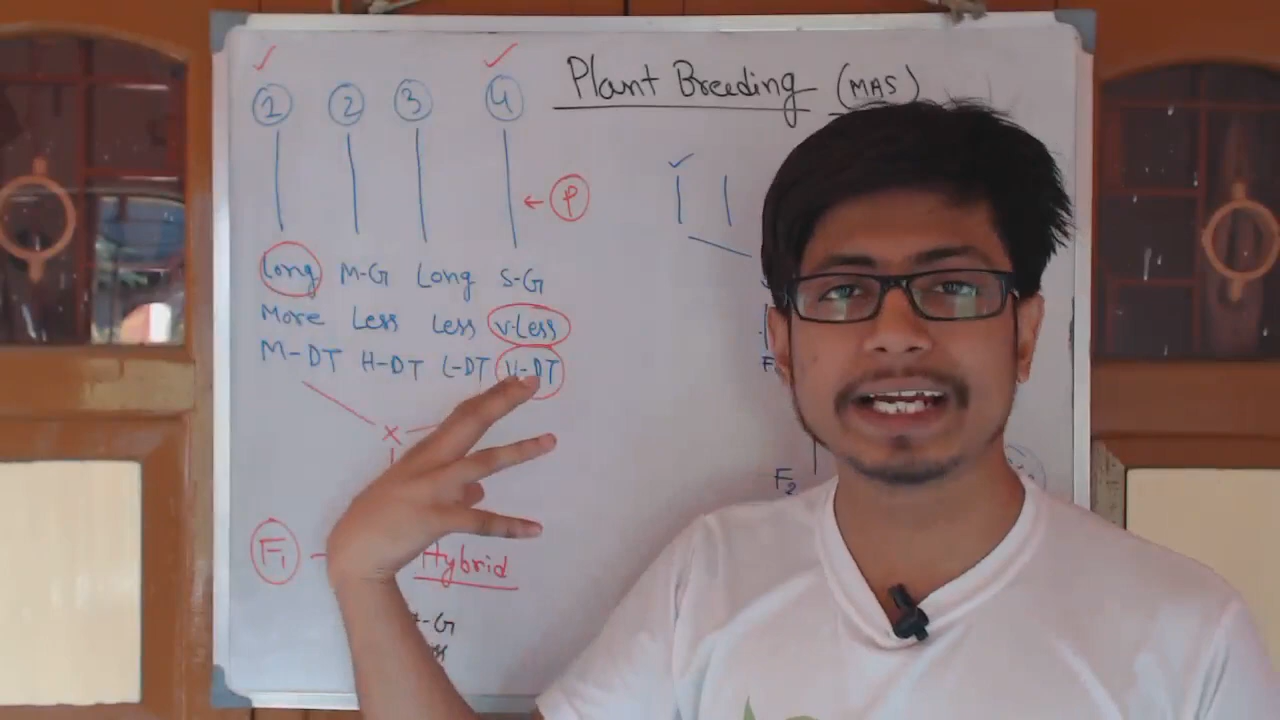 Plant Breeding (MAS)
1 2 3 4
P
Long M-G Long S-G
More Less Less V-Less
M-DT H-DT L-DT V-DT
x
F1
Hybrid
-G
F2